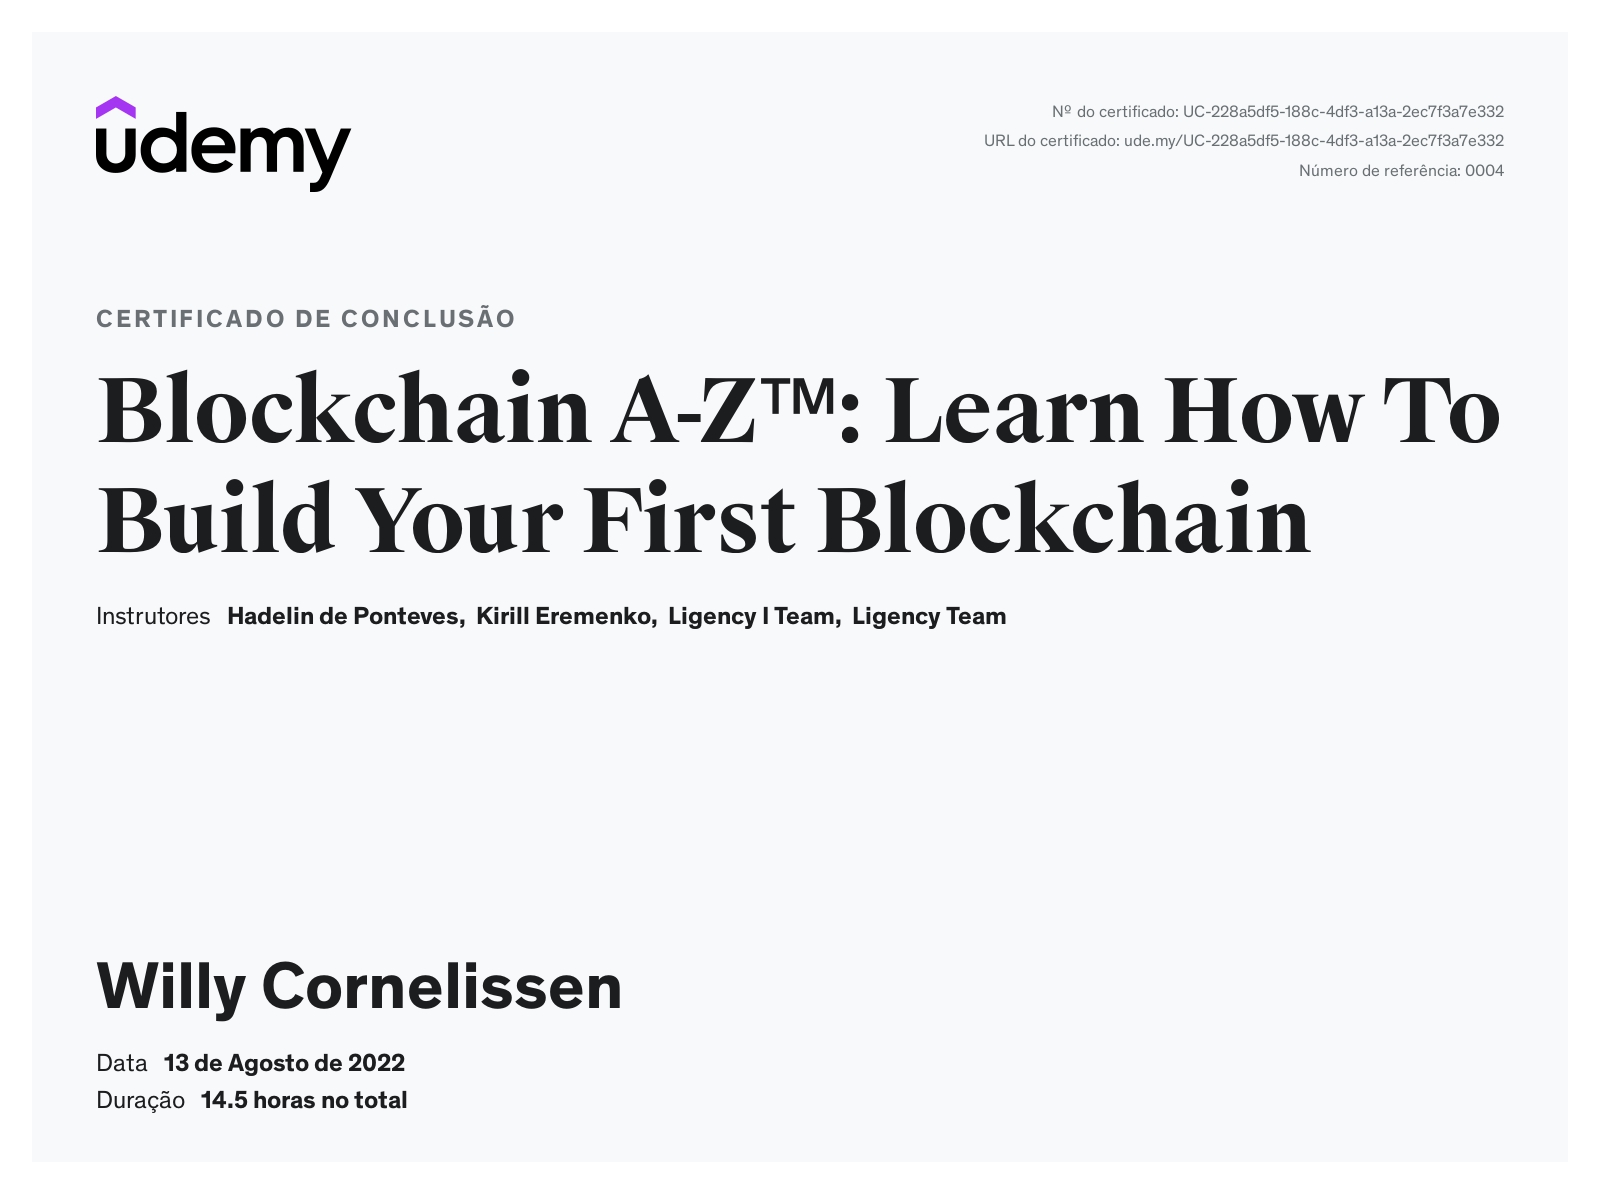 udemy
Nº do certificado: UC-228a5df5-188c-4df3-a13a-2ec7f3a7e332
URL do certificado: ude.my/UC-228a5df5-188c-4df3-a13a-2ec7f3a7e332
Número de referência: 0004
CERTIFICADO DE CONCLUSÃO
Blockchain A-Z™: Learn How To
Build Your First Blockchain
Instrutores Hadelin de Ponteves, Kirill Eremenko, Ligency I Team, Ligency Team
Willy Cornelissen
Data 13 de Agosto de 2022
Duração 14.5 horas no total